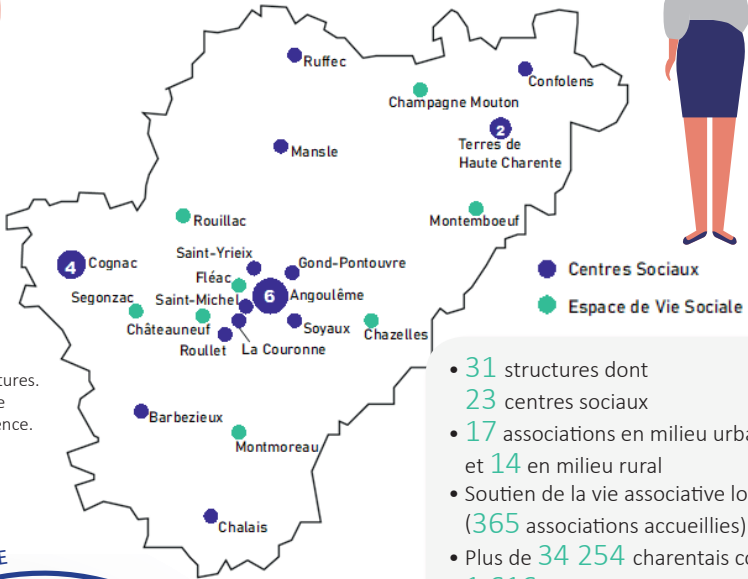 Ruffec
Confolens
Champagne Mouton
2
Terres de
Haute Charente
Mansle
Rouillac
Montemboeuf
4 Cognac
Saint-Yrieix
Gond-Pontouvre
Fléac
6 Angoulême
Segonzac
Saint-Michel
Châteauneuf
Soyaux
Chazelles
Roullet
La Couronne
Barbezieux
Montmoreau
Chalais
Centres Sociaux
Espace de Vie Sociale
• 31 structures dont
23 centres sociaux
• 17 associations en milieu
et 14 en milieu rural
• Soutien de la vie associative
(365 associations accueillies)
• Plus de 34 254 charentais